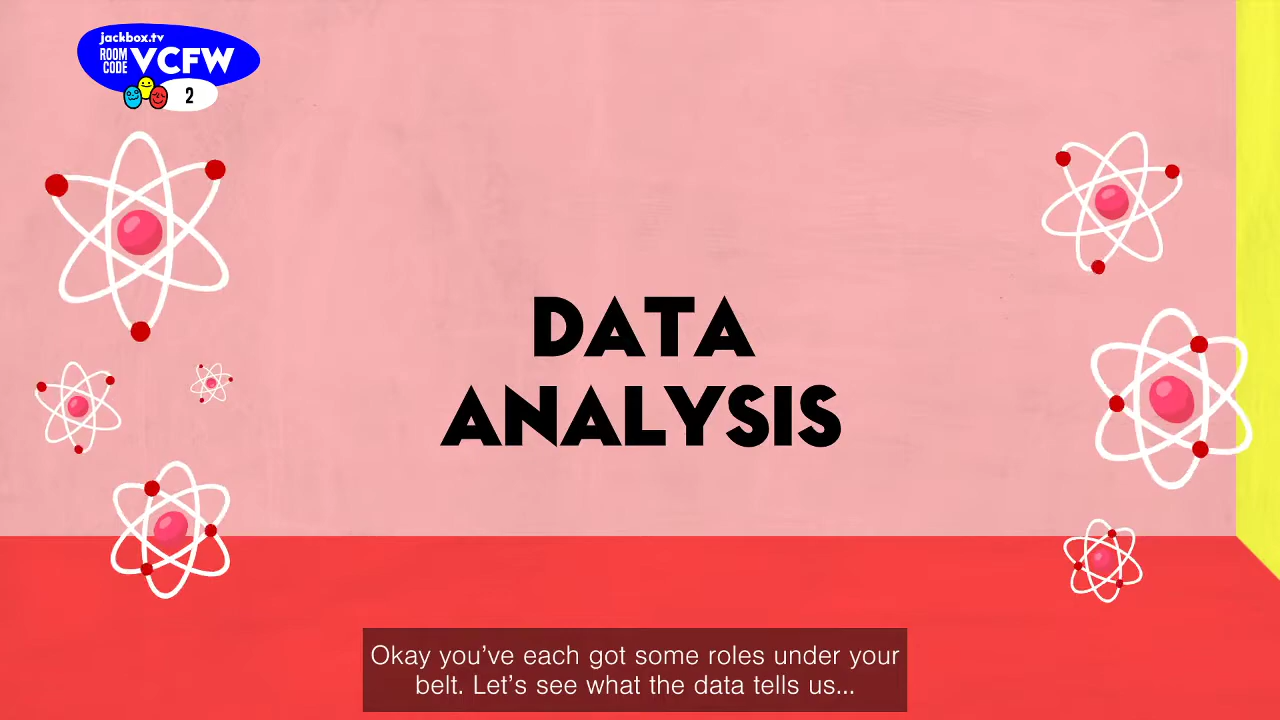 jackbox.tv
ROOM CODE VCFW
2
DATA
ANALYSIS
Okay you've each got some roles under your
belt. Let's see what the data tells us...